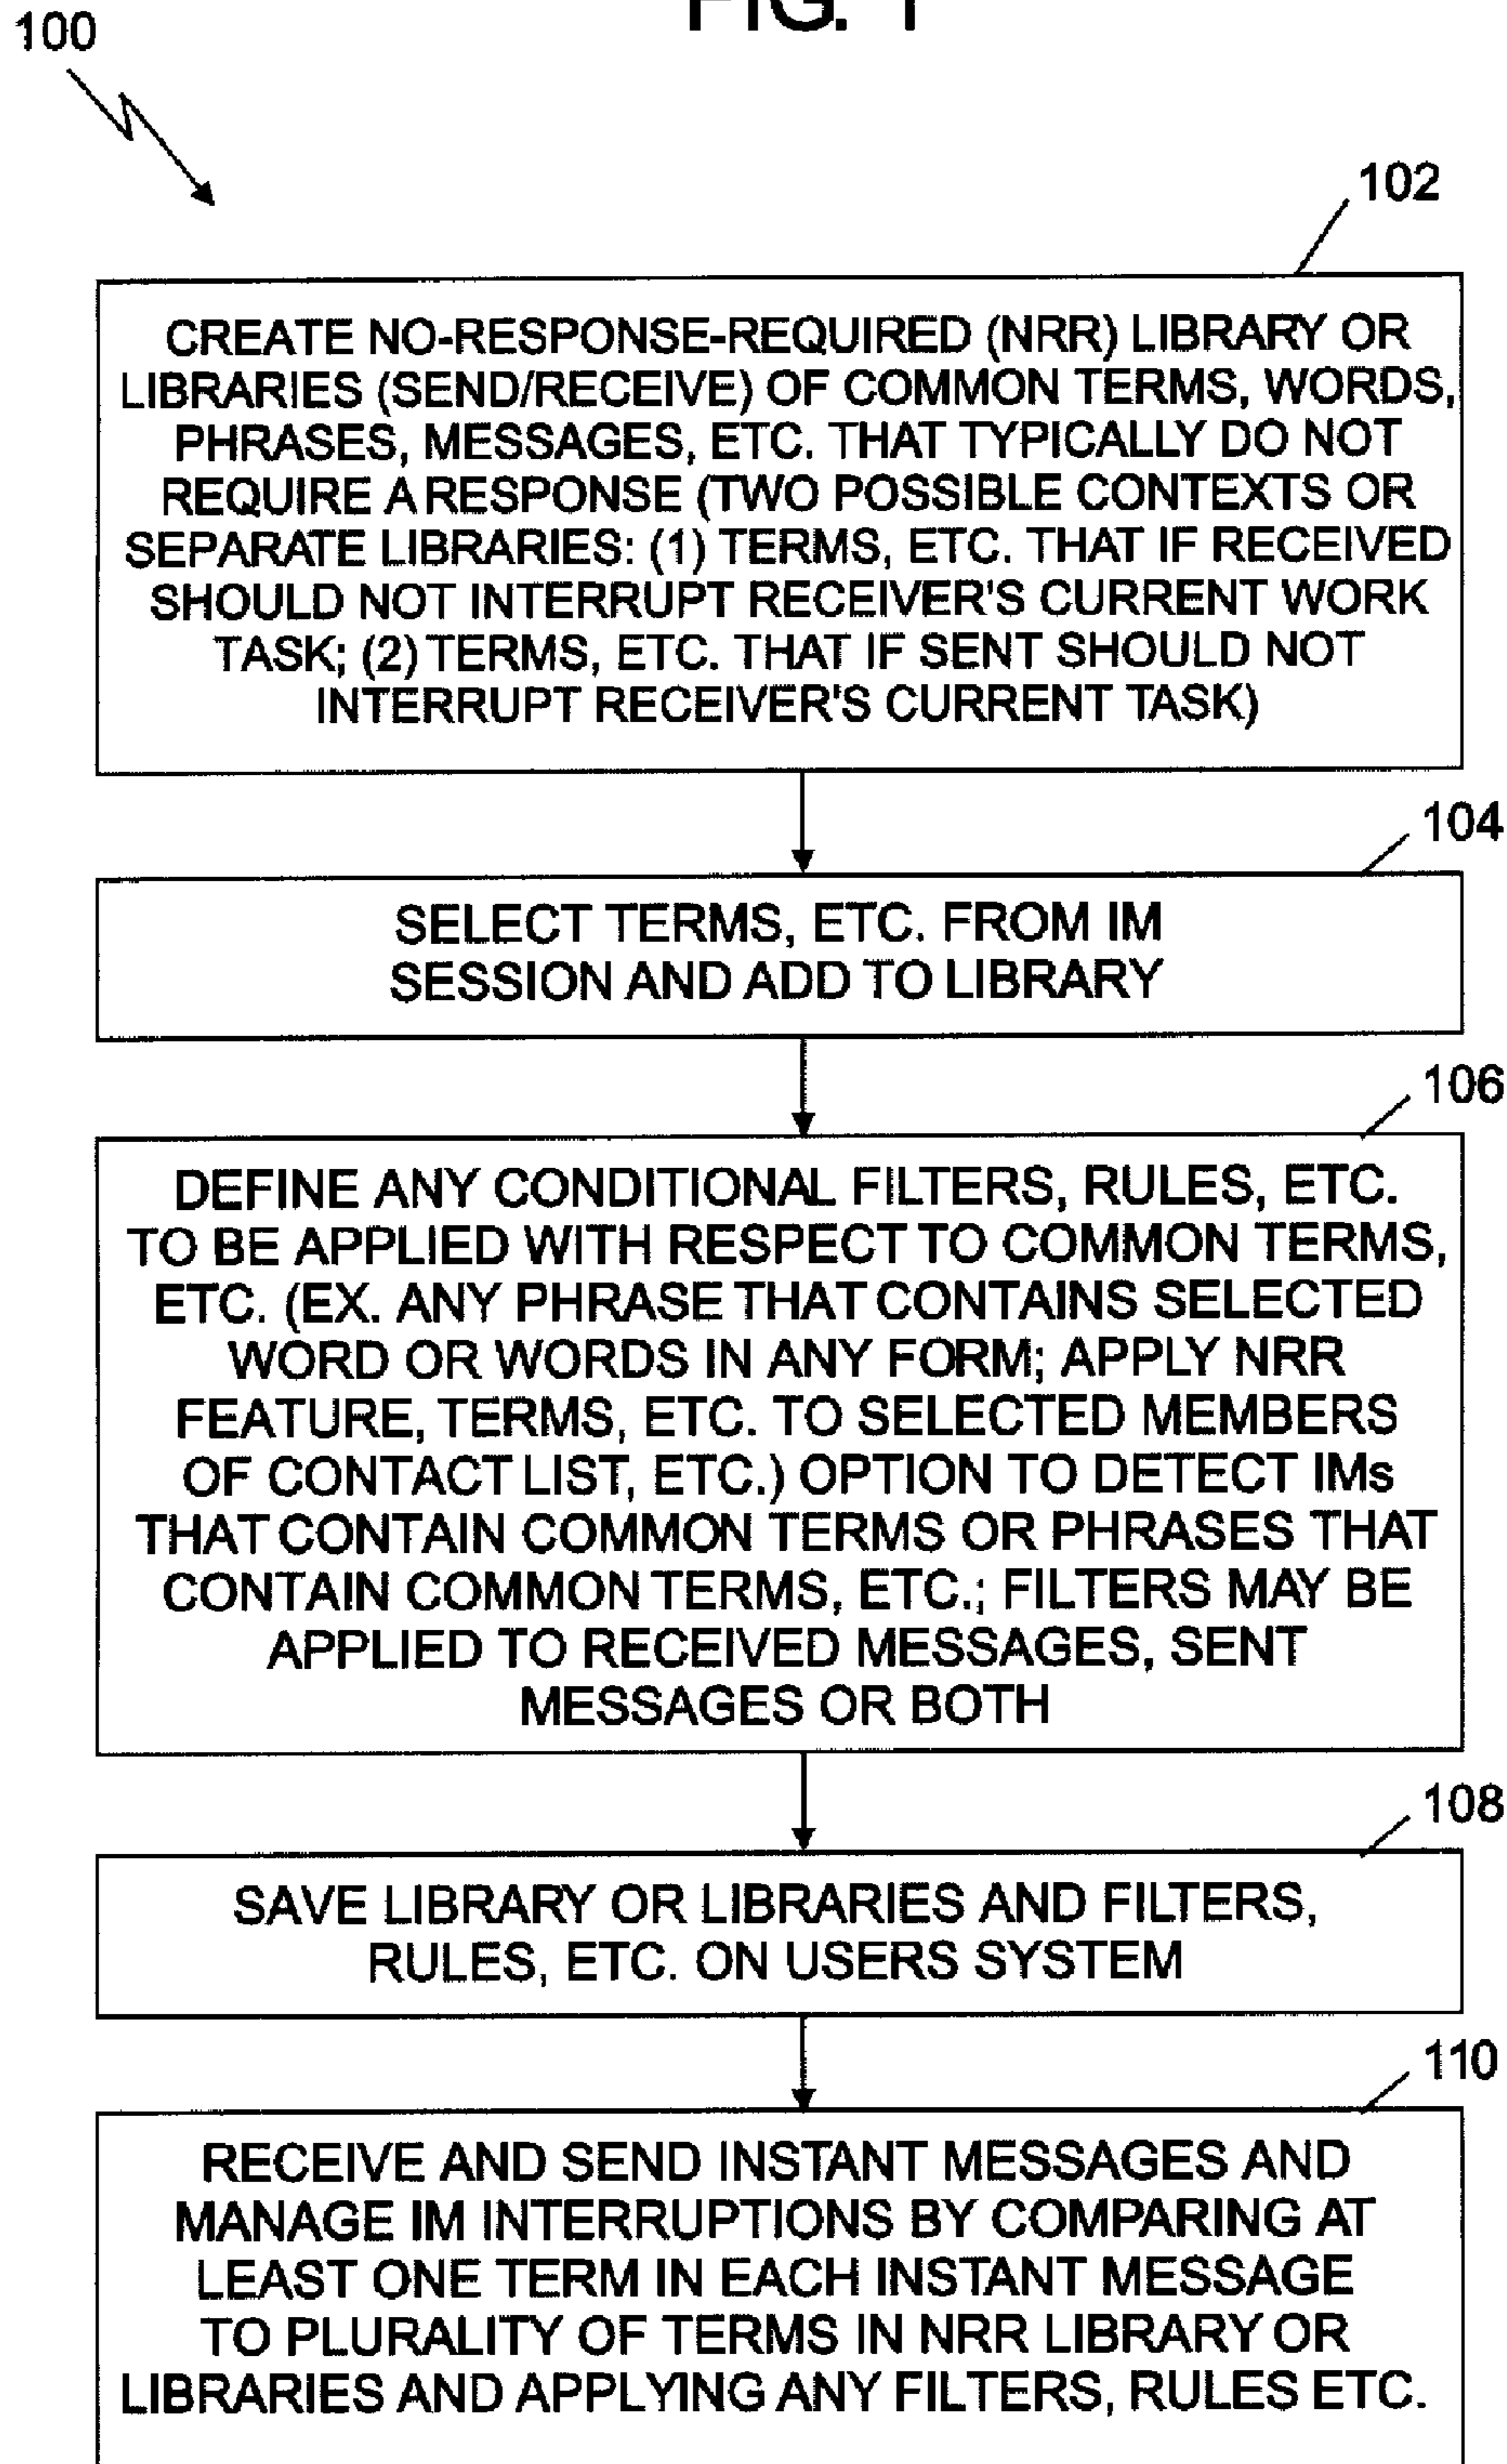 FIG. 1
100
102
CREATE NO-RESPONSE-REQUIRED (NRR) LIBRARY OR
LIBRARIES (SEND/RECEIVE) OF COMMON TERMS, WORDS,
PHRASES, MESSAGES, ETC. THAT TYPICALLY DO NOT
REQUIRE A RESPONSE (TWO POSSIBLE CONTEXTS OR
SEPARATE LIBRARIES: (1) TERMS, ETC. THAT IF RECEIVED
SHOULD NOT INTERRUPT RECEIVER'S CURRENT WORK
TASK; (2) TERMS, ETC. THAT IF SENT SHOULD NOT
INTERRUPT RECEIVER'S CURRENT TASK)
104
SELECT TERMS, ETC. FROM IM
SESSION AND ADD TO LIBRARY
106
DEFINE ANY CONDITIONAL FILTERS, RULES, ETC.
TO BE APPLIED WITH RESPECT TO COMMON TERMS,
ETC. (EX. ANY PHRASE THAT CONTAINS SELECTED
WORD OR WORDS IN ANY FORM; APPLY NRR
FEATURE, TERMS, ETC. TO SELECTED MEMBERS
OF CONTACT LIST, ETC.) OPTION TO DETECT IMs
THAT CONTAIN COMMON TERMS OR PHRASES THAT
CONTAIN COMMON TERMS, ETC.; FILTERS MAY BE
APPLIED TO RECEIVED MESSAGES, SENT
MESSAGES OR BOTH
108
SAVE LIBRARY OR LIBRARIES AND FILTERS,
RULES, ETC. ON USERS SYSTEM
110
RECEIVE AND SEND INSTANT MESSAGES AND
MANAGE IM INTERRUPTIONS BY COMPARING AT
LEAST ONE TERM IN EACH INSTANT MESSAGE
TO PLURALITY OF TERMS IN NRR LIBRARY OR
LIBRARIES AND APPLYING ANY FILTERS, RULES ETC.